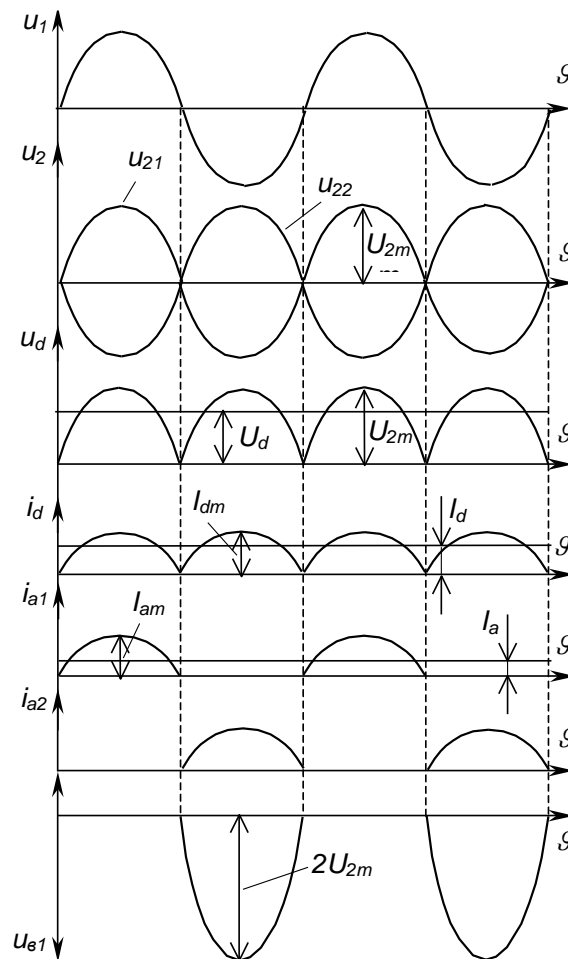 u1
𝜗
u2
u21
u22
U2m
𝜗
ud
Ud
U2m
𝜗
id
Idm
Id
𝜗
ia1
Iam
Ia
𝜗
ia2
𝜗
𝜗
2U2m
uв1